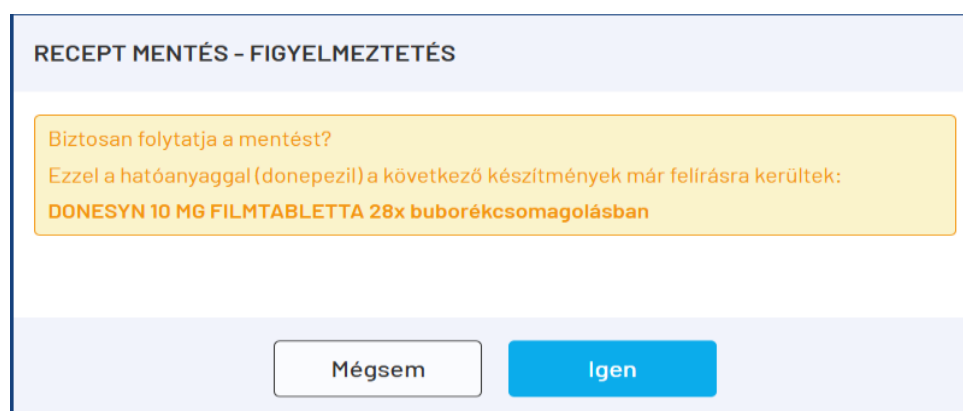 RECEPT MENTÉS - FIGYELMEZTETÉS
Biztosan folytatja a mentést?
Ezzel a hatóanyaggal (donepezil) a következő készítmények már felírásra kerültek:
DONESYN 10 MG FILMTABLETTA 28x buborékcsomagolásban
Mégsem
Igen